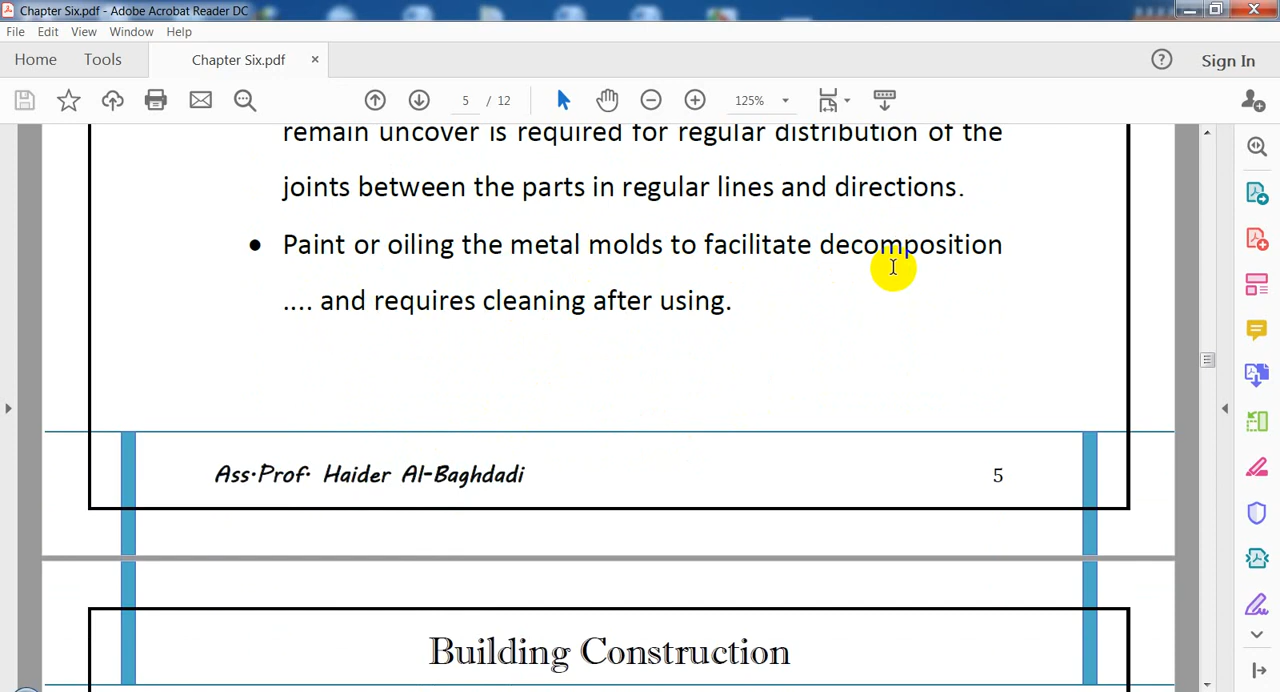 Chapter Six.pdf - Adobe Acrobat Reader DC
File Edit View Window Help
Home Tools Chapter Six.pdf × ? Sign In
5 / 12 125%
remain uncover is required for regular distribution of the
joints between the parts in regular lines and directions.
• Paint or oiling the metal molds to facilitate decomposition
.... and requires cleaning after using.
Ass.Prof. Haider Al-Baghdadi 5
Building Construction